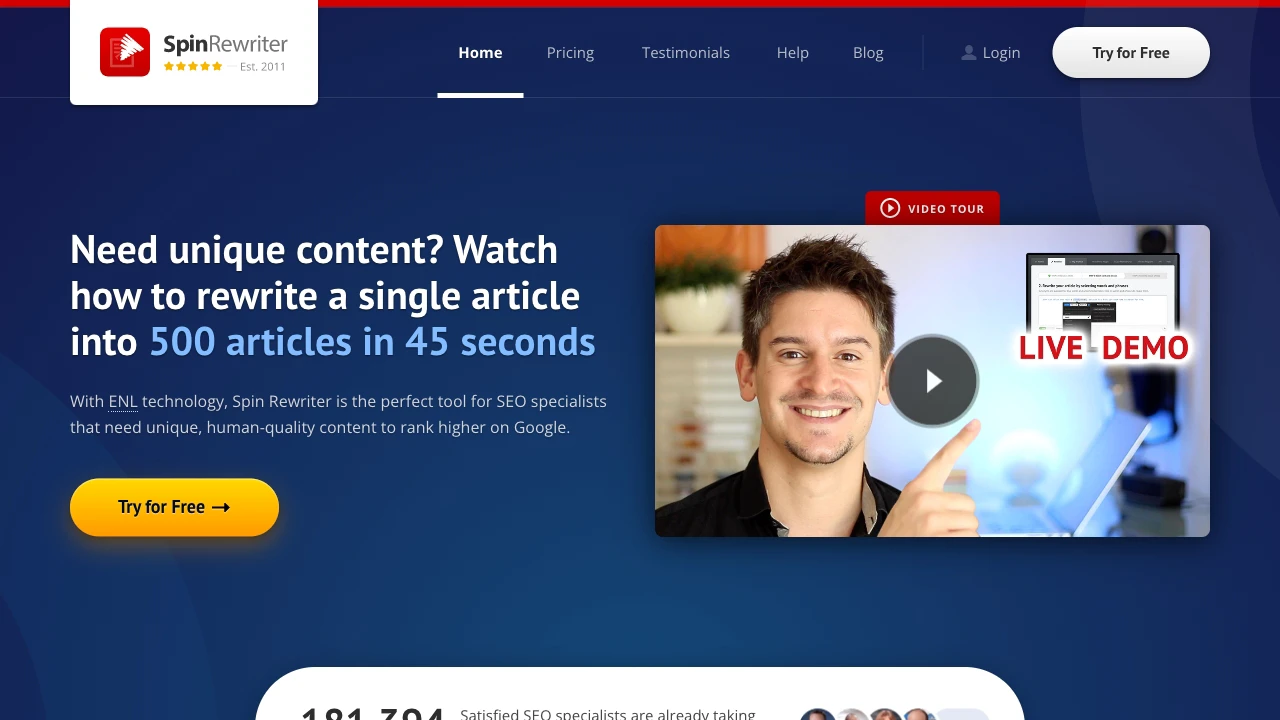 SpinRewriter
Est. 2011
Home
Pricing
Testimonials
Help
Blog
Login
Try for Free
VIDEO TOUR
Need unique content? Watch
how to rewrite a single article
into 500 articles in 45 seconds
With ENL technology, Spin Rewriter is the perfect tool for SEO specialists
that need unique, human-quality content to rank higher on Google.
Try for Free →
LIVE DEMO
181,394
Satisfied SEO specialists are already taking